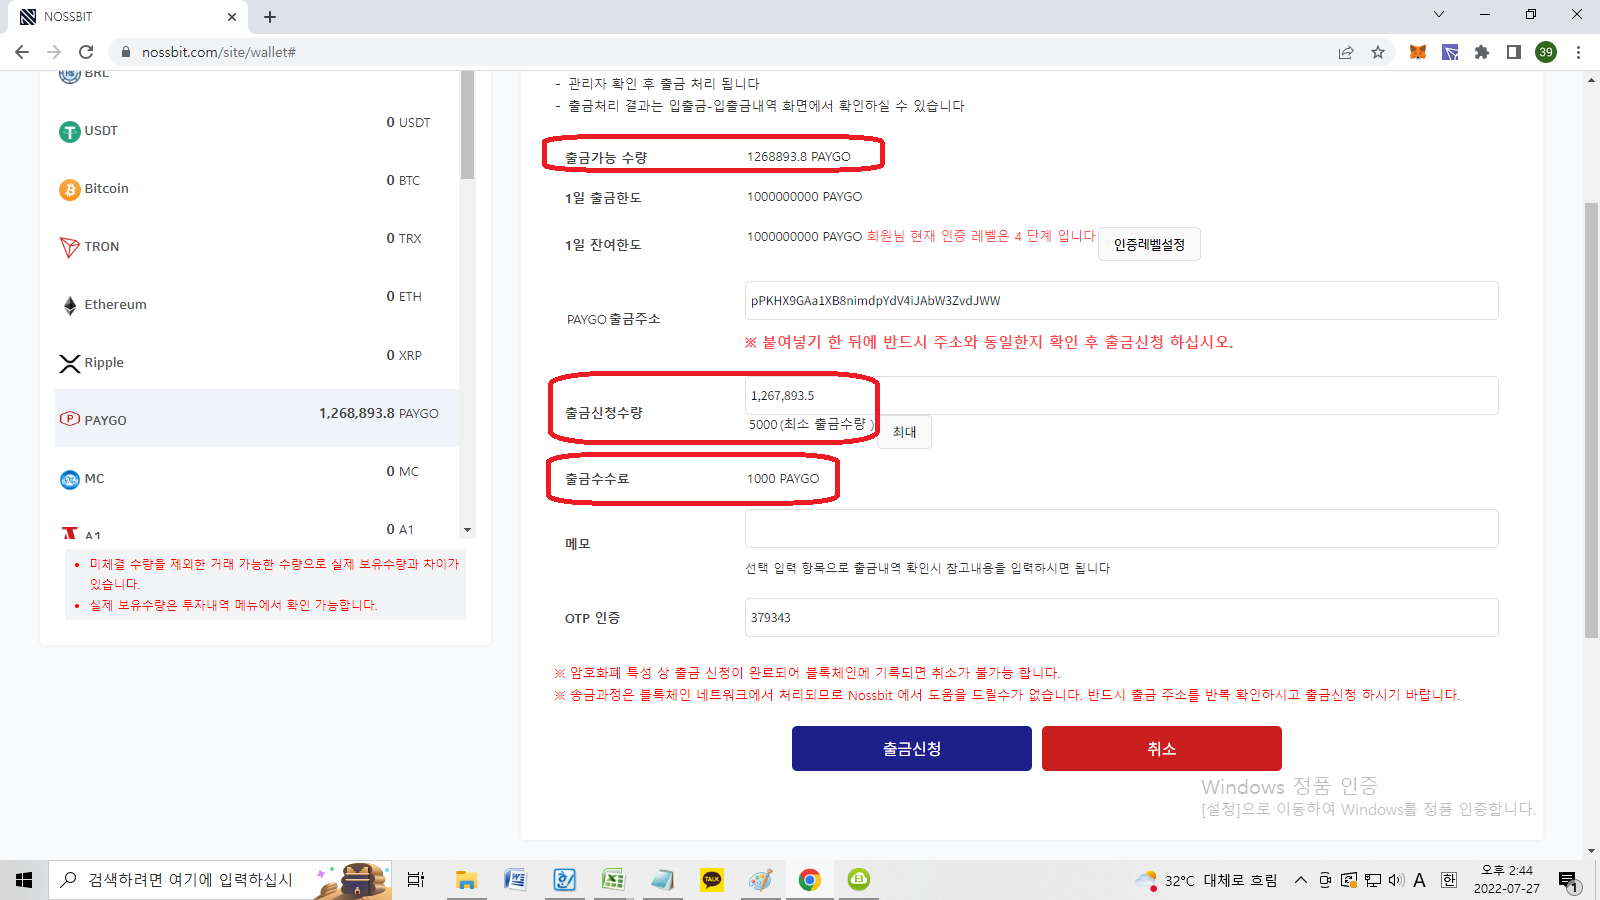 NOSSBIT
nossbit.com/site/wallet#
39
BRL
USDT
0 USDT
Bitcoin
0 BTC
TRON
0 TRX
Ethereum
0 ETH
Ripple
0 XRP
PAYGO
1,268,893.8 PAYGO
MC
0 MC
A1
0 A1
미체결 수량을 제외한 거래 가능한 수량으로 실제 보유수량과 차이가
있습니다.
실제 보유수량은 투자내역 메뉴에서 확인 가능합니다.
- 관리자 확인 후 출금 처리 됩니다
- 출금처리 결과는 입출금-입출금내역 화면에서 확인하실 수 있습니다
출금가능 수량 1268893.8 PAYGO
1일 출금한도 1000000000 PAYGO
1일 잔여한도 1000000000 PAYGO 회원님 현재 인증 레벨은 4 단계 입니다 인증레벨설정
PAYGO 출금주소 pPKHX9GAa1XB8nimdpYdV4iJAbW3ZvdJWW
※ 붙여넣기 한 뒤에 반드시 주소와 동일한지 확인 후 출금신청 하십시오.
출금신청수량 1,267,893.5
5000 (최소 출금수량 ) 최대
출금수수료 1000 PAYGO
메모
선택 입력 항목으로 출금내역 확인시 참고내용을 입력하시면 됩니다
OTP 인증 379343
※ 암호화폐 특성 상 출금 신청이 완료되어 블록체인에 기록되면 취소가 불가능 합니다.
※ 송금과정은 블록체인 네트워크에서 처리되므로 Nossbit 에서 도움을 드릴수가 없습니다. 반드시 출금 주소를 반복 확인하시고 출금신청 하시기 바랍니다.
출금신청 취소
Windows 정품 인증
[설정]으로 이동하여 Windows를 정품 인증합니다.
검색하려면 여기에 입력하십시
TALK
32°C 대체로 흐림
A
한
오후 2:44
2022-07-27
1